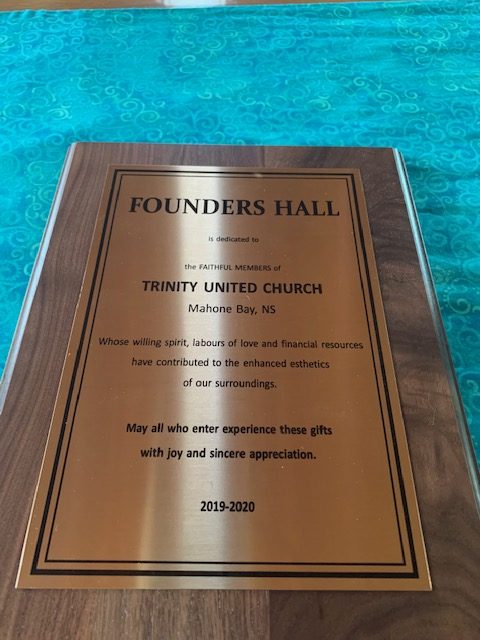 FOUNDERS HALL
is dedicated to
the FAITHFUL MEMBERS of
TRINITY UNITED CHURCH
Mahone Bay, NS
Whose willing spirit, labours of love and financial resources
have contributed to the enhanced esthetics
of our surroundings.
May all who enter experience these gifts
with joy and sincere appreciation.
2019-2020